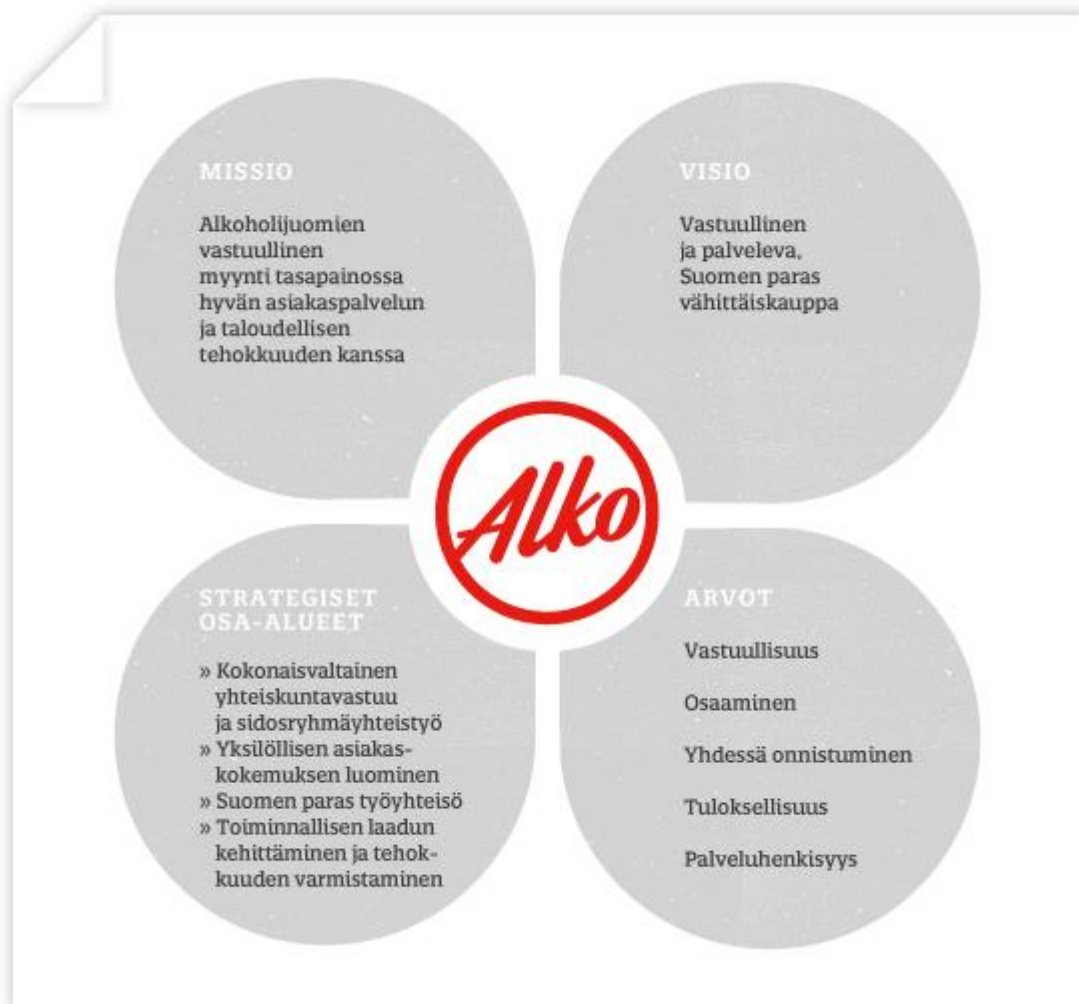 MISSIO
Alkoholijuomien
vastuullinen
myynti tasapainossa
hyvän asiakaspalvelun
ja taloudellisen
tehokkuuden kanssa
VISIO
Vastuullinen
ja palveleva,
Suomen paras
vähittäiskauppa
Alko
STRATEGISET
OSA-ALUEET
» Kokonaisvaltainen
yhteiskuntavastuu
ja sidosryhmäyhteistyö
» Yksilöllisen asiakas-
kokemuksen luominen
» Suomen paras työyhteisö
» Toiminnallisen laadun
kehittäminen ja tehok-
kuuden varmistaminen
ARVOT
Vastuullisuus
Osaaminen
Yhdessä onnistuminen
Tuloksellisuus
Palveluhenkisyys